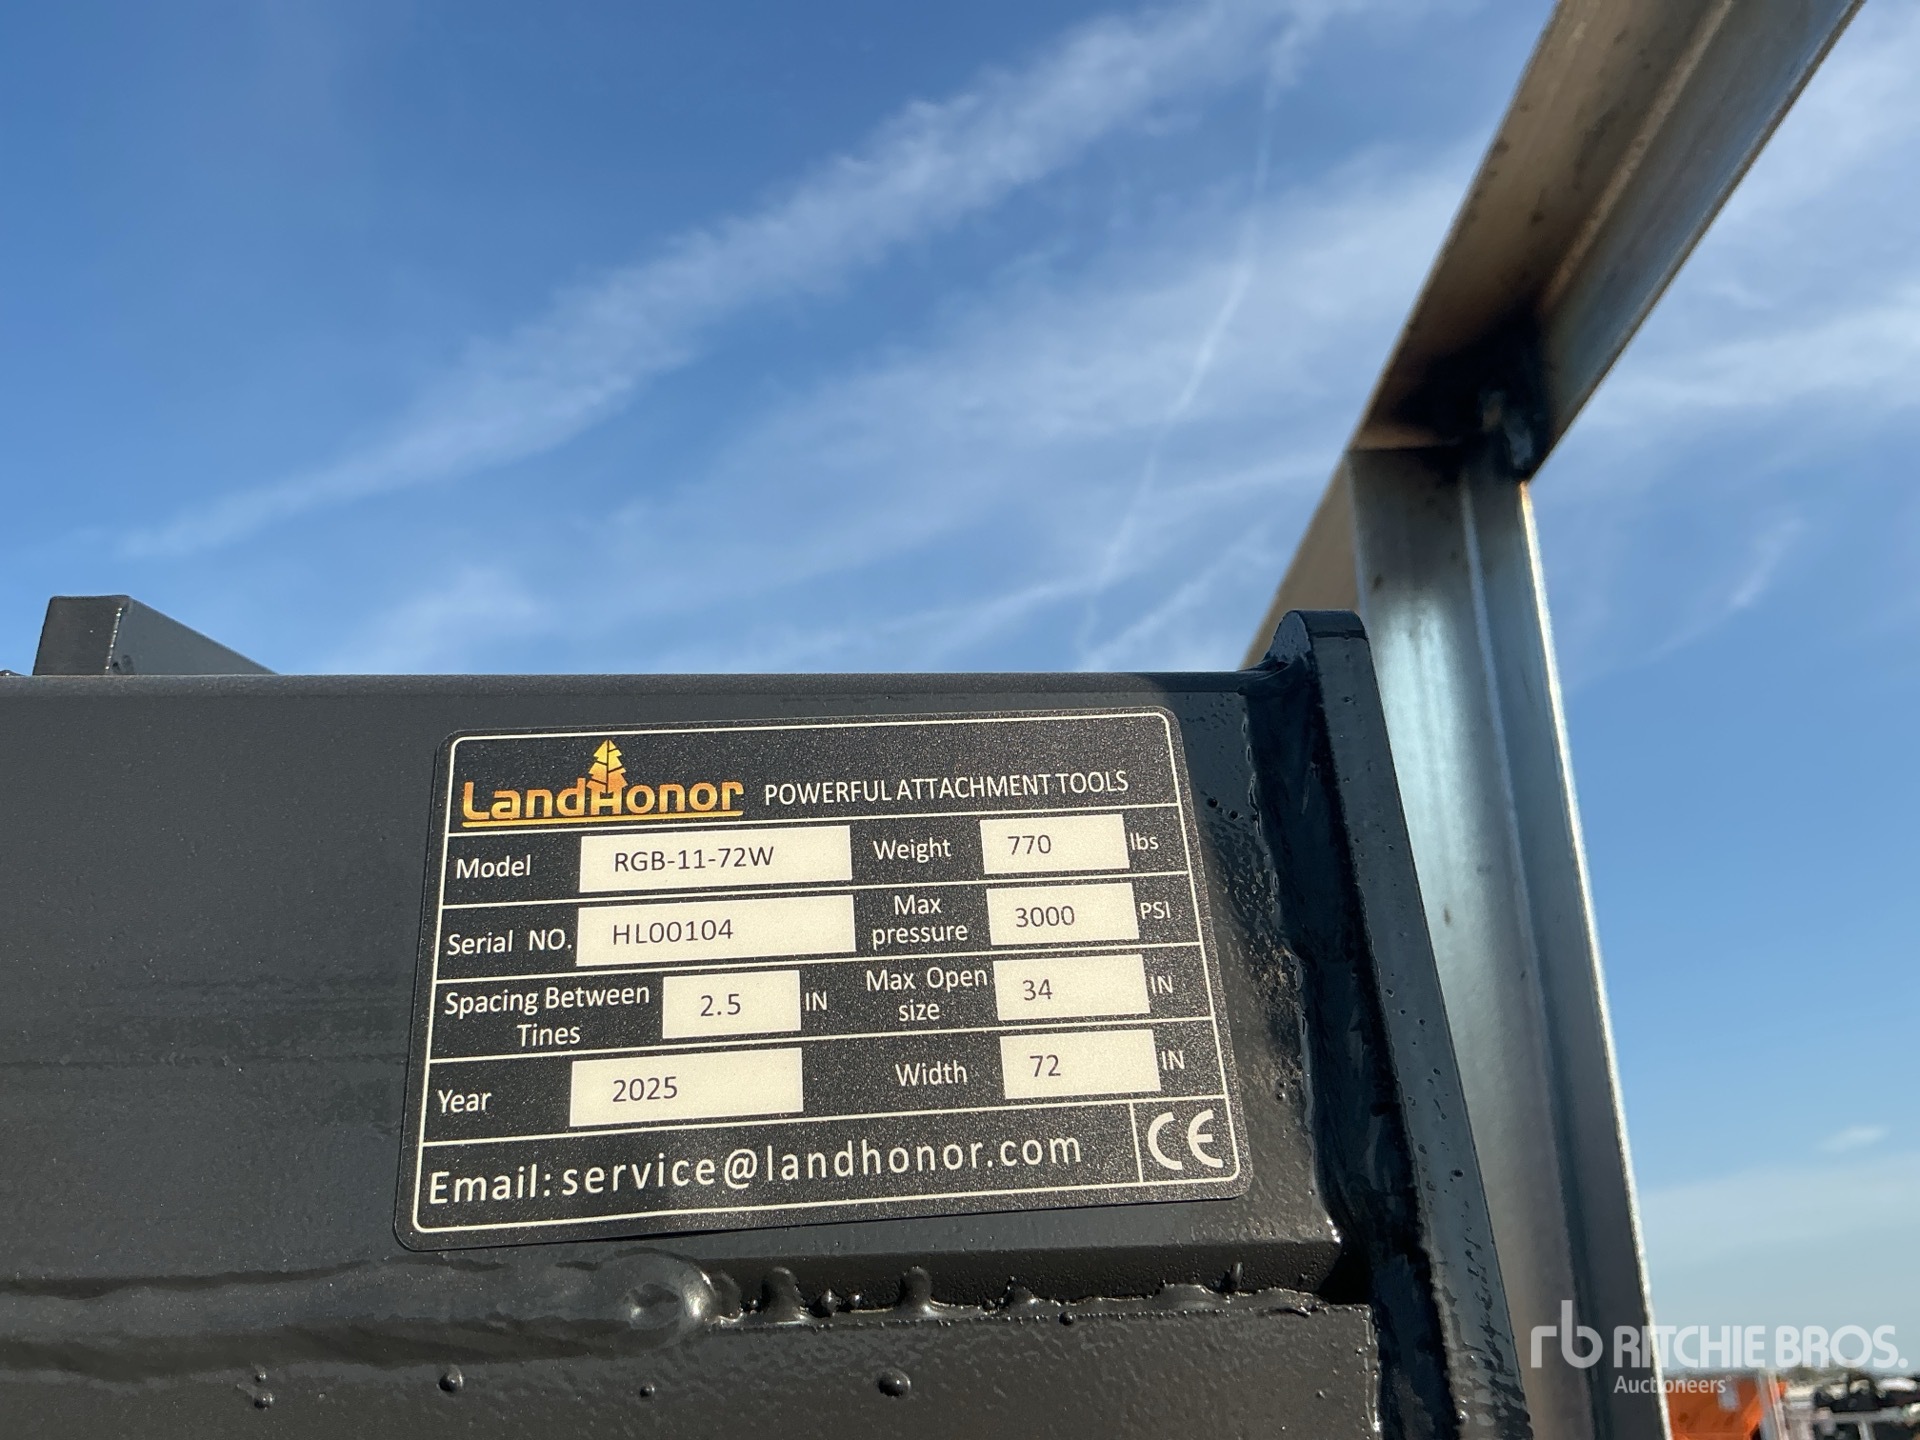 LandHonor POWERFUL ATTACHMENT TOOLS
Model RGB-11-72W Weight 770 lbs
Serial NO. HL00104 Max pressure 3000 PSI
Spacing Between Tines 2.5 IN Max Open size 34 IN
Year 2025 Width 72 IN
Email: service@landhonor.com CE
rb RITCHIE BROS.
Auctioneers